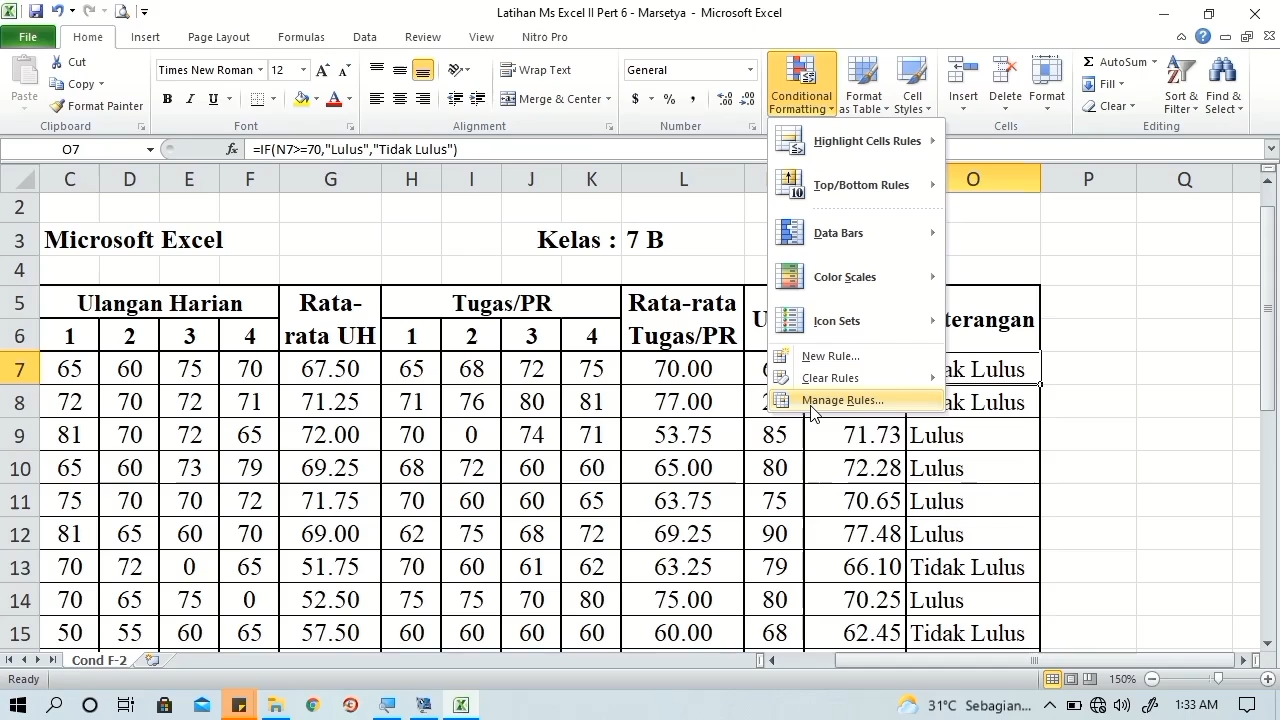 Latihan Ms Excel II Pert 6 - Marsetya - Microsoft Excel
File Home Insert Page Layout Formulas Data Review View Nitro Pro
Paste
Cut
Copy
Format Painter
Clipboard
Times New Roman 12
B I U
Font
Wrap Text
Merge & Center
Alignment
General
$ % ,
Number
Conditional Formatting
Format as Table
Cell Styles
Insert Delete Format
Cells
Σ AutoSum
Fill
Clear
Sort & Filter
Find & Select
Editing
O7 fx =IF(N7>=70,"Lulus","Tidak Lulus")
Highlight Cells Rules
Top/Bottom Rules
Data Bars
Color Scales
Icon Sets
New Rule...
Clear Rules
Manage Rules...
C D E F G H I J K L O P Q
2
3 Microsoft Excel Kelas : 7 B
4
5 Ulangan Harian Rata-rata UH Tugas/PR Rata-rata Tugas/PR U terangan
6 1 2 3 4 1 2 3 4
7 65 60 75 70 67.50 65 68 72 75 70.00 ak Lulus
8 72 70 72 71 71.25 71 76 80 81 77.00 ak Lulus
9 81 70 72 65 72.00 70 0 74 71 53.75 85 71.73 Lulus
10 65 60 73 79 69.25 68 72 60 60 65.00 80 72.28 Lulus
11 75 70 70 72 71.75 70 60 60 65 63.75 75 70.65 Lulus
12 81 65 60 70 69.00 62 75 68 72 69.25 90 77.48 Lulus
13 70 72 0 65 51.75 70 60 61 62 63.25 79 66.10 Tidak Lulus
14 70 65 75 0 52.50 75 75 70 80 75.00 80 70.25 Lulus
15 50 55 60 65 57.50 60 60 60 60 60.00 68 62.45 Tidak Lulus
Cond F-2
Ready 150%
31°C Sebagian... 1:33 AM